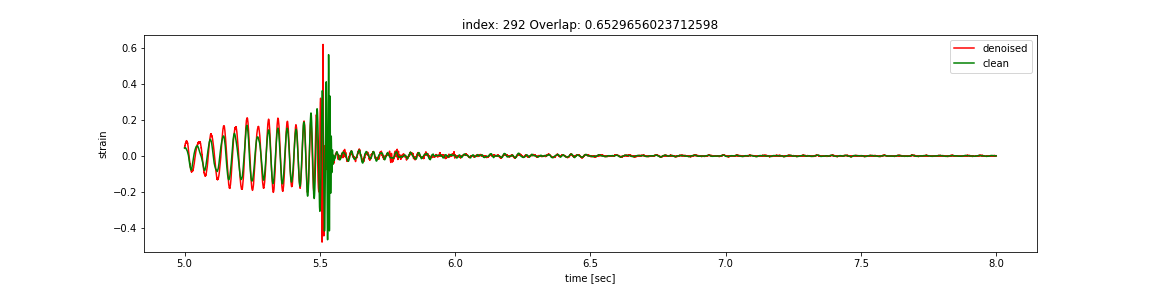 index: 292 Overlap: 0.6529656023712598
0.6
0.4
0.2
0.0
−0.2
−0.4
strain
denoised
clean
5.0 5.5 6.0 6.5 7.0 7.5 8.0
time [sec]